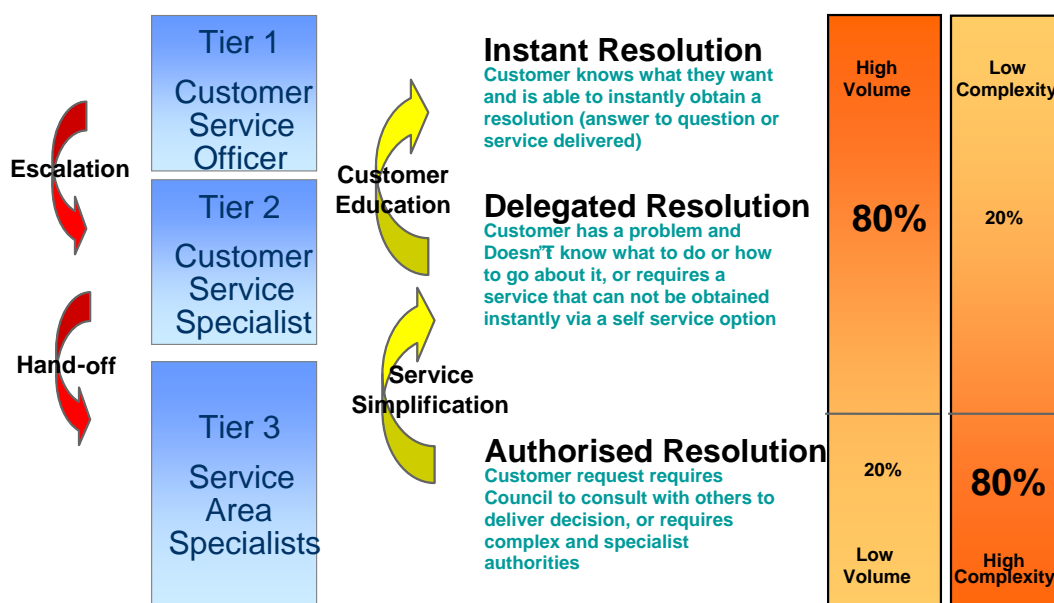 Tier 1
Customer
Service
Officer
Escalation
Tier 2
Customer
Service
Specialist
Hand-off
Tier 3
Service
Area
Specialists
Customer
Education
Service
Simplification
Instant Resolution
Customer knows what they want
and is able to instantly obtain a
resolution (answer to question or
service delivered)
Delegated Resolution
Customer has a problem and
Doesn"T know what to do or how
to go about it, or requires a
service that can not be obtained
instantly via a self service option
Authorised Resolution
Customer request requires
Council to consult with others to
deliver decision, or requires
complex and specialist
authorities
High
Volume
80%
20%
Low
Volume
Low
Complexity
20%
80%
High
Complexity